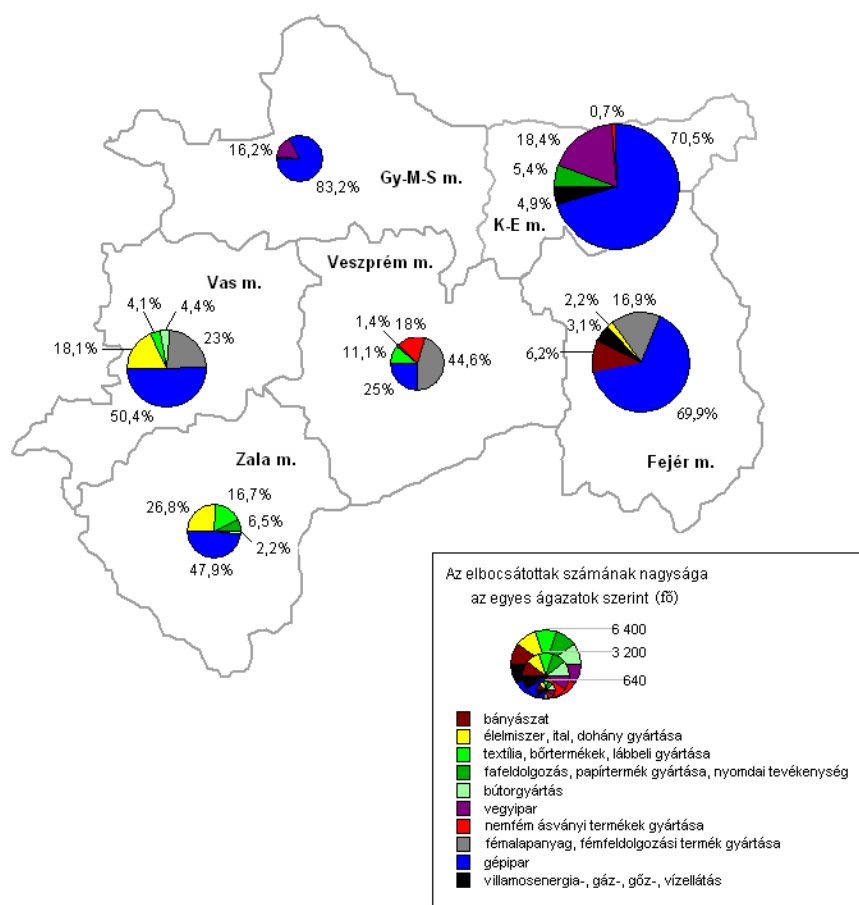 0,7%
18,4%
70,5%
5,4%
4,9%
K-E m.
16,2%
83,2%
Gy-M-S m.
Vas m.
4,1%
4,4%
18,1%
23%
50,4%
Veszprém m.
1,4%
18%
11,1%
44,6%
25%
2,2%
16,9%
3,1%
6,2%
69,9%
Fejér m.
Zala m.
26,8%
16,7%
6,5%
2,2%
47,9%
Az elbocsátottak számának nagysága
az egyes ágazatok szerint (fő)
6 400
3 200
640
bányászat
élelmiszer, ital, dohány gyártása
textília, bőrtermékek, lábbeli gyártása
fafeldolgozás, papírtermék gyártása, nyomdai tevékenység
bútorgyártás
vegyipar
nemfém ásványi termékek gyártása
fémalapanyag, fémfeldolgozási termék gyártása
gépipar
villamosenergia-, gáz-, gőz-, vízellátás